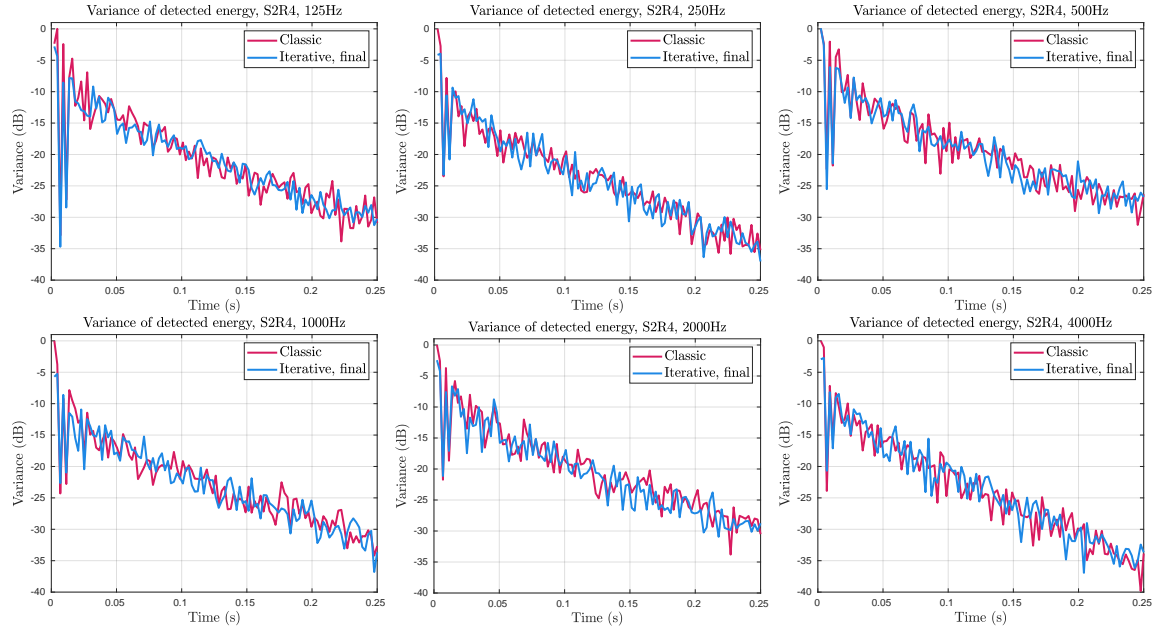 Variance of detected energy, S2R4, 125Hz
Variance (dB)
0
-5
-10
-15
-20
-25
-30
-35
-40
Classic
Iterative, final
0 0.05 0.1 0.15 0.2 0.25
Time (s)
Variance of detected energy, S2R4, 250Hz
Variance (dB)
0
-5
-10
-15
-20
-25
-30
-35
-40
Classic
Iterative, final
0 0.05 0.1 0.15 0.2 0.25
Time (s)
Variance of detected energy, S2R4, 500Hz
Variance (dB)
0
-5
-10
-15
-20
-25
-30
-35
-40
Classic
Iterative, final
0 0.05 0.1 0.15 0.2 0.25
Time (s)
Variance of detected energy, S2R4, 1000Hz
Variance (dB)
0
-5
-10
-15
-20
-25
-30
-35
-40
Classic
Iterative, final
0 0.05 0.1 0.15 0.2 0.25
Time (s)
Variance of detected energy, S2R4, 2000Hz
Variance (dB)
0
-5
-10
-15
-20
-25
-30
-35
-40
Classic
Iterative, final
0 0.05 0.1 0.15 0.2 0.25
Time (s)
Variance of detected energy, S2R4, 4000Hz
Variance (dB)
0
-5
-10
-15
-20
-25
-30
-35
-40
Classic
Iterative, final
0 0.05 0.1 0.15 0.2 0.25
Time (s)